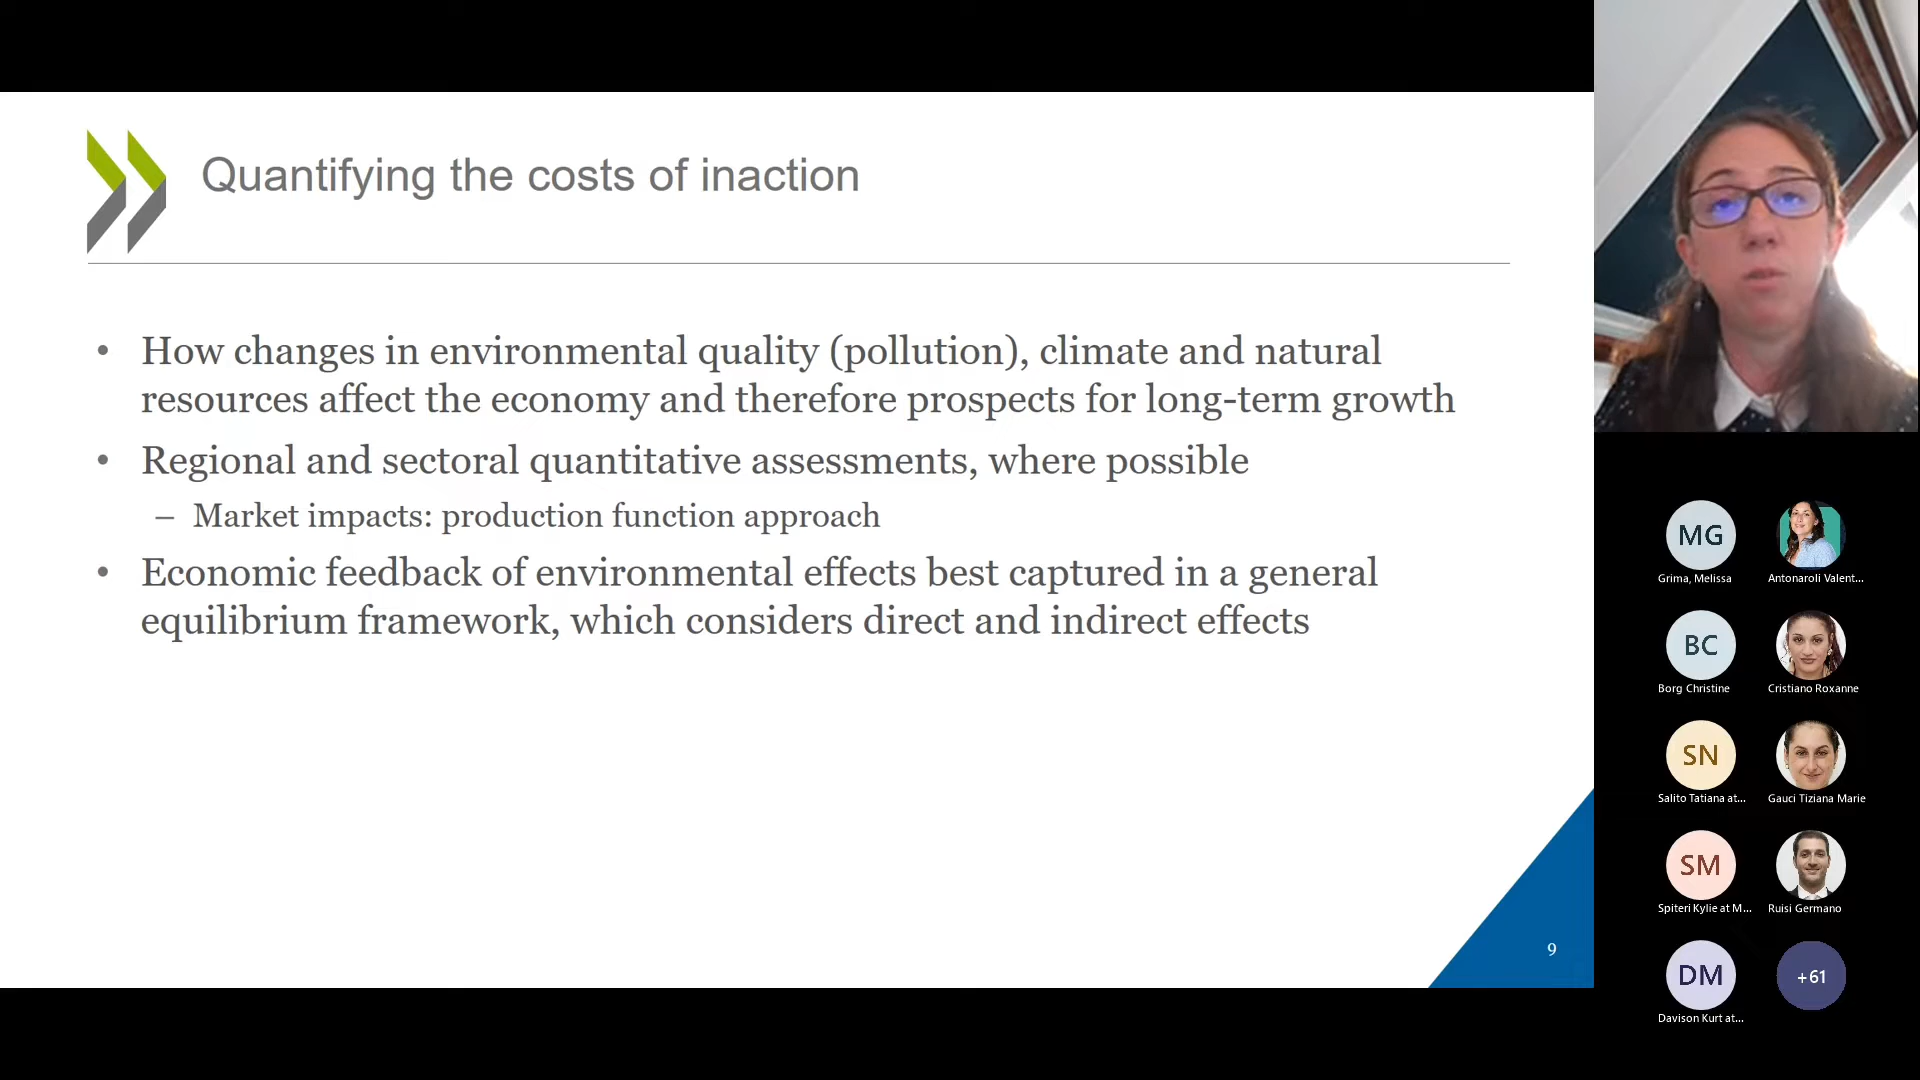 Quantifying the costs of inaction
• How changes in environmental quality (pollution), climate and natural
resources affect the economy and therefore prospects for long-term growth
• Regional and sectoral quantitative assessments, where possible
– Market impacts: production function approach
• Economic feedback of environmental effects best captured in a general
equilibrium framework, which considers direct and indirect effects
9
MG
Grima, Melissa
Antonaroli Valent...
BC
Borg Christine
Cristiano Roxanne
SN
Salito Tatiana at...
Gauci Tiziana Marie
SM
Spiteri Kylie at M...
Ruisi Germano
DM
Davison Kurt at...
+61